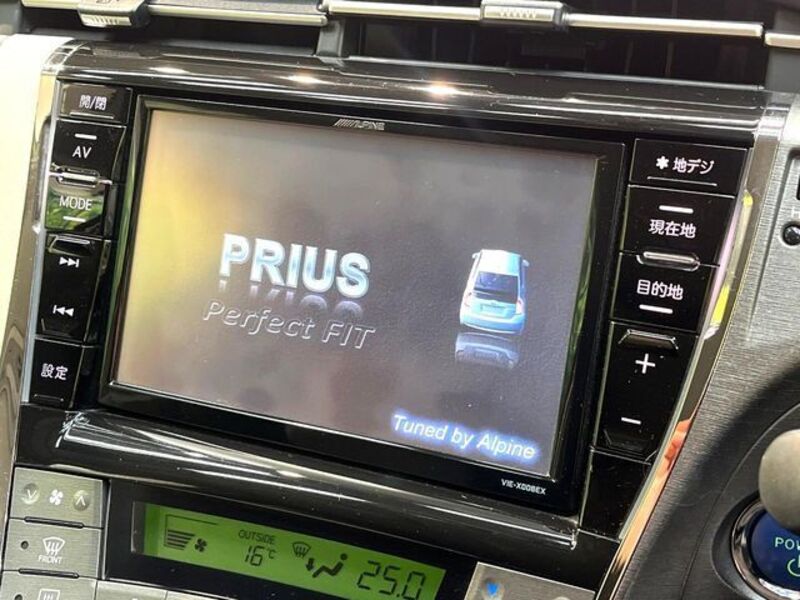 開/閉
AV
MODE
設定
ALPINE
PRIUS
Perfect FIT
Tuned by Alpine
VIE-X008EX
✱ 地デジ
現在地
目的地
+
−
OUTSIDE
16℃
25.0
FRONT
POW